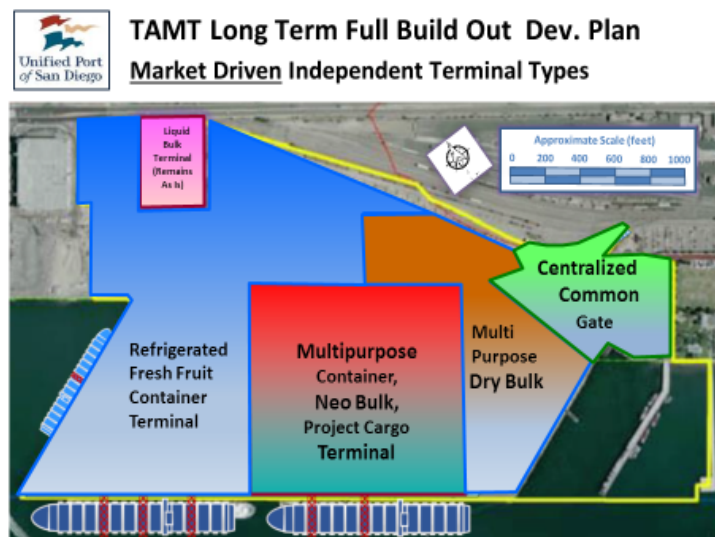 Unified Port
of San Diego
TAMT Long Term Full Build Out Dev. Plan
Market Driven Independent Terminal Types
Liquid
Bulk
Terminal
(Remains
As Is)
Approximate Scale (feet)
0 200 400 600 800 1000
Centralized
Common
Gate
Refrigerated
Fresh Fruit
Container
Terminal
Multipurpose
Container,
Neo Bulk,
Project Cargo
Terminal
Multi
Purpose
Dry Bulk